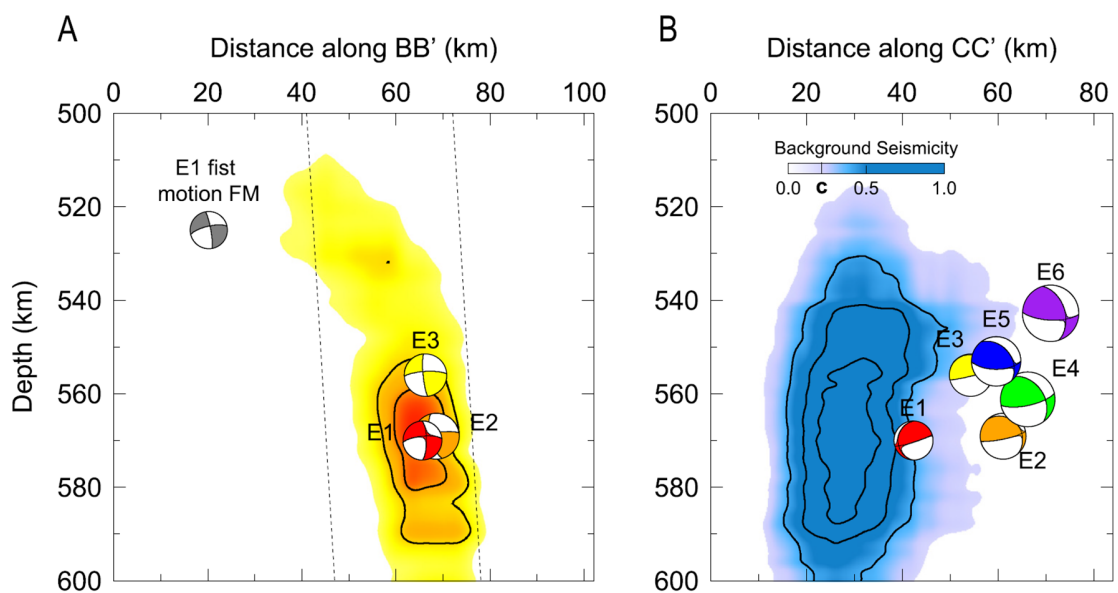 A
Distance along BB' (km)
0 20 40 60 80 100
500
520
540
560
580
600
Depth (km)
E1 fist
motion FM
E3
E1
E2
B
Distance along CC' (km)
0 20 40 60 80
500
520
540
560
580
600
Background Seismicity
0.0 c 0.5 1.0
E6
E5
E3
E4
E1
E2